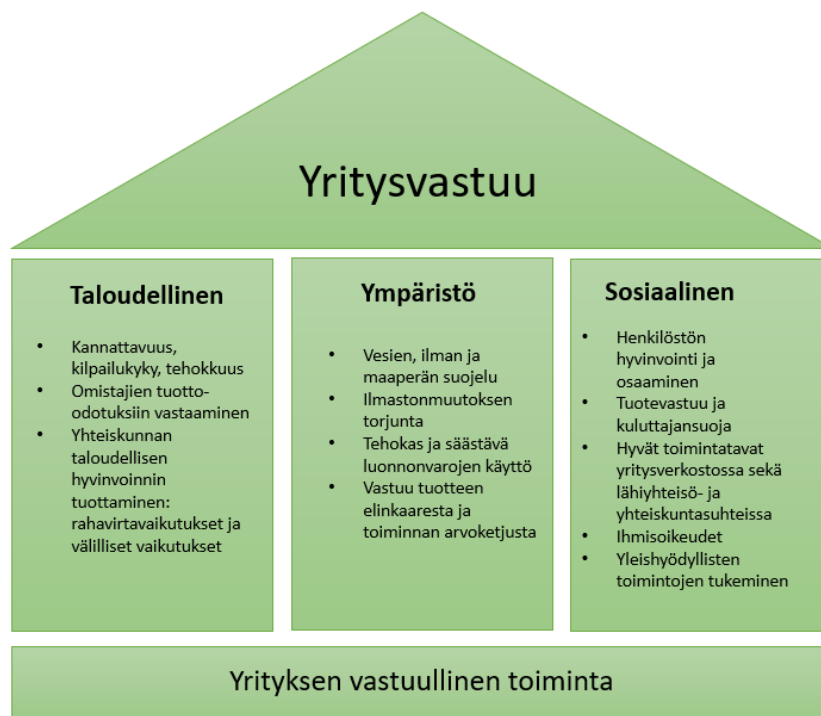 Yritysvastuu
Taloudellinen
• Kannattavuus,
kilpailukyky, tehokkuus
• Omistajien tuotto-
odotuksiin vastaaminen
• Yhteiskunnan
taloudellisen
hyvinvoinnin
tuottaminen:
rahavirtavaikutukset ja
välilliset vaikutukset
Ympäristö
• Vesien, ilman ja
maaperän suojelu
• Ilmastonmuutoksen
torjunta
• Tehokas ja säästävä
luonnonvarojen käyttö
• Vastuu tuotteen
elinkaaresta ja
toiminnan arvoketjusta
Sosiaalinen
• Henkilöstön
hyvinvointi ja
osaaminen
• Tuotevastuu ja
kuluttajansuoja
• Hyvät toimintatavat
yritysverkostossa sekä
lähiyhteisö- ja
yhteiskuntasuhteissa
• Ihmisoikeudet
• Yleishyödyllisten
toimintojen tukeminen
Yrityksen vastuullinen toiminta